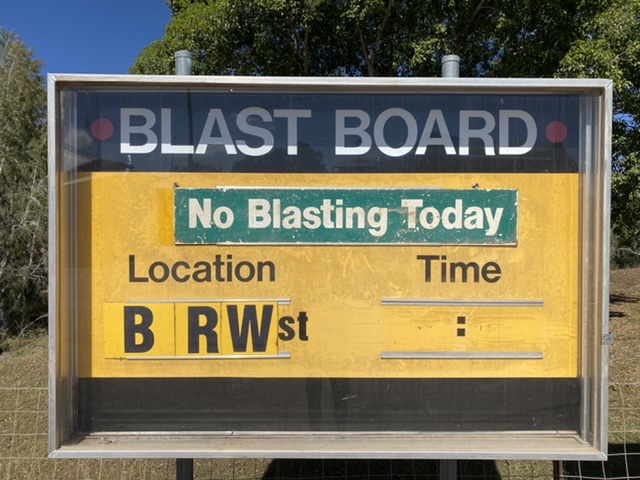 BLAST BOARD
No Blasting Today
Location Time
B RWst :